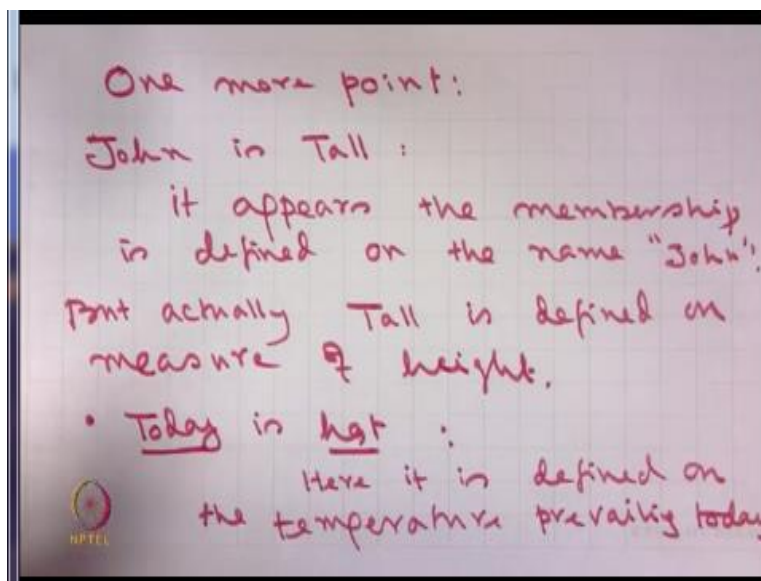 One more point:
John is Tall :
it appears the membership
is defined on the name "John".
But actually Tall is defined on
measure of height.
• Today is hot :
Here it is defined on
the temperature prevailing today
NPTEL